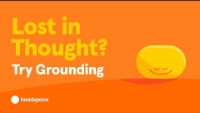 Lost in
Thought?
Try Grounding
headspace